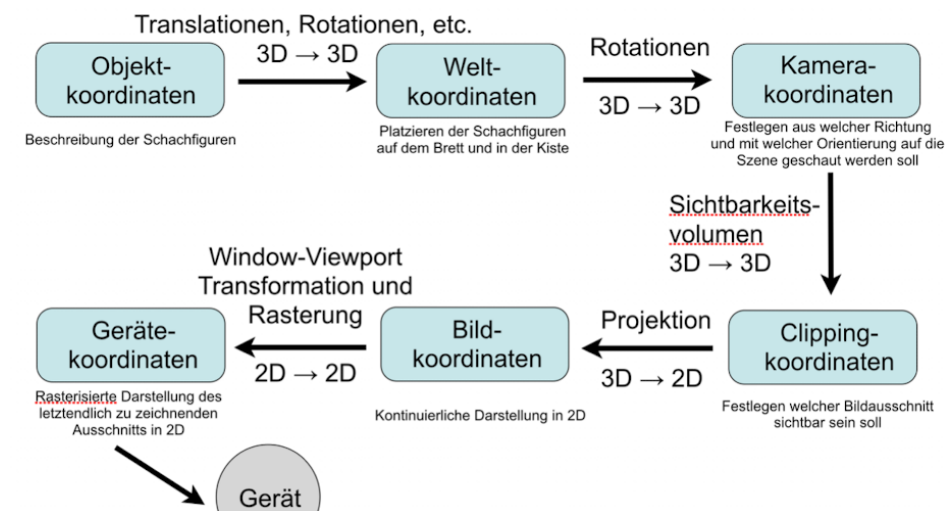 Translationen, Rotationen, etc.
3D → 3D
Objekt-
koordinaten
Beschreibung der Schachfiguren
Welt-
koordinaten
Platzieren der Schachfiguren
auf dem Brett und in der Kiste
Rotationen
3D → 3D
Kamera-
koordinaten
Festlegen aus welcher Richtung
und mit welcher Orientierung auf die
Szene geschaut werden soll
Sichtbarkeits-
volumen
3D → 3D
Clipping-
koordinaten
Festlegen welcher Bildausschnitt
sichtbar sein soll
Projektion
3D → 2D
Bild-
koordinaten
Kontinuierliche Darstellung in 2D
Window-Viewport
Transformation und
Rasterung
2D → 2D
Geräte-
koordinaten
Rasterisierte Darstellung des
letztendlich zu zeichnenden
Ausschnitts in 2D
Gerät